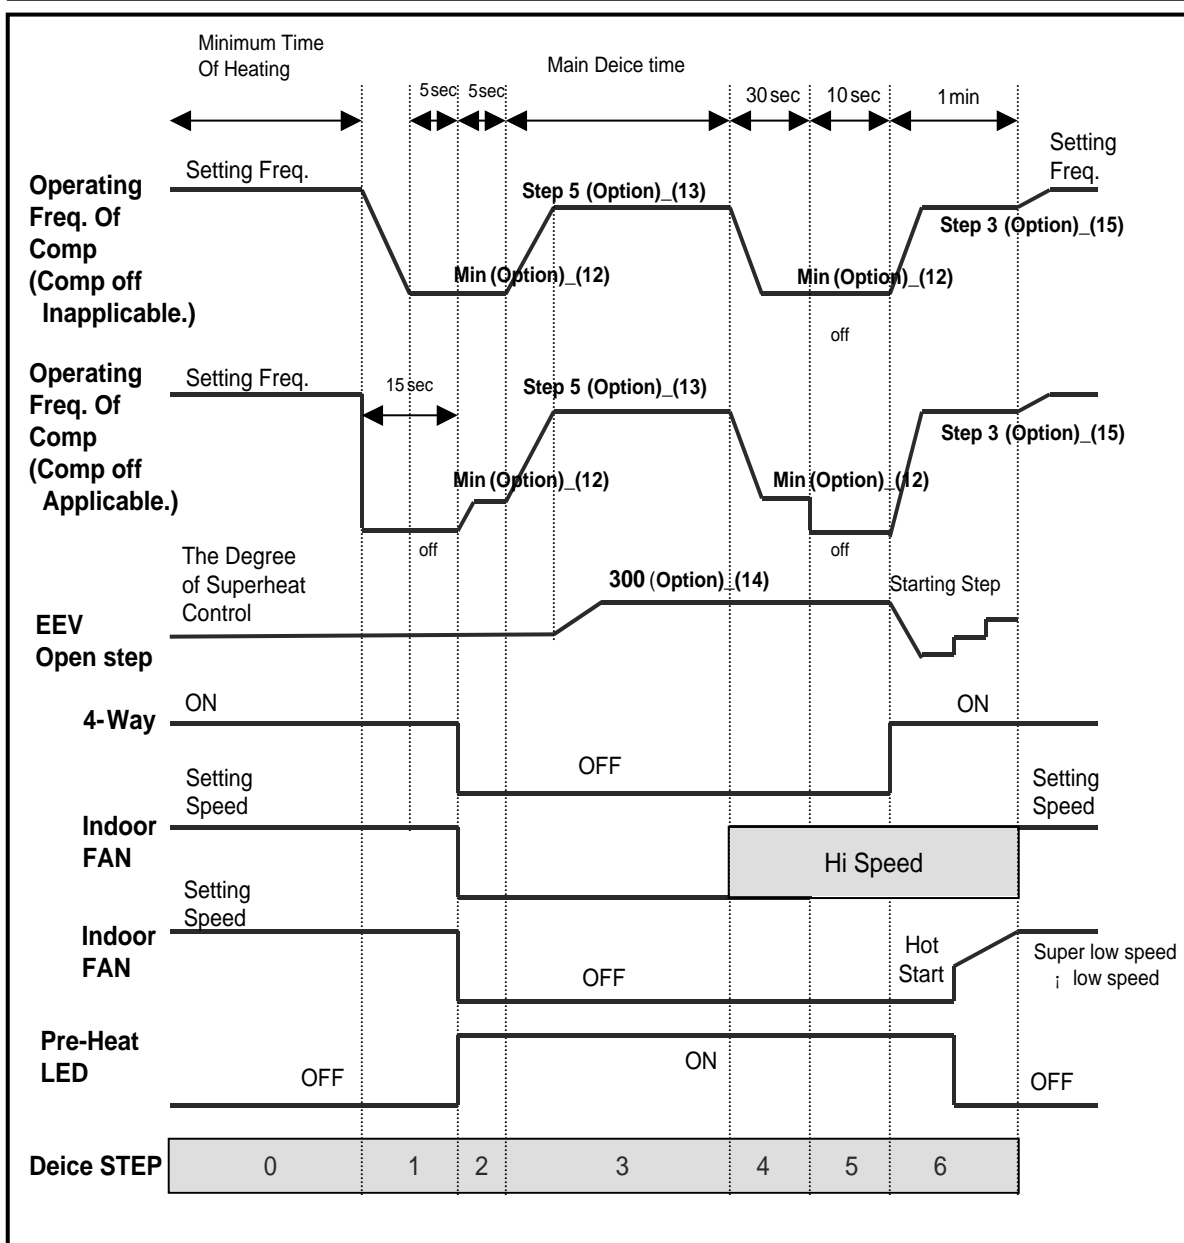 Minimum Time
Of Heating
Main Deice time
5sec
5sec
30sec
10sec
1min
Setting
Freq.
Operating
Freq. Of
Comp
(Comp off
Inapplicable.)
Setting Freq.
Step 5 (Option)_(13)
Step 3 (Option)_(15)
Min (Option)_(12)
Min (Option)_(12)
off
Operating
Freq. Of
Comp
(Comp off
Applicable.)
Setting Freq.
15sec
Step 5 (Option)_(13)
Step 3 (Option)_(15)
Min (Option)_(12)
Min (Option)_(12)
off
off
The Degree
of Superheat
Control
300 (Option)_(14)
Starting Step
EEV
Open step
4-Way
ON
OFF
ON
Setting
Speed
Setting
Speed
Indoor
FAN
Hi Speed
Setting
Speed
Indoor
FAN
OFF
Hot
Start
Super low speed
¡ low speed
Pre-Heat
LED
OFF
ON
OFF
Deice STEP
0
1
2
3
4
5
6